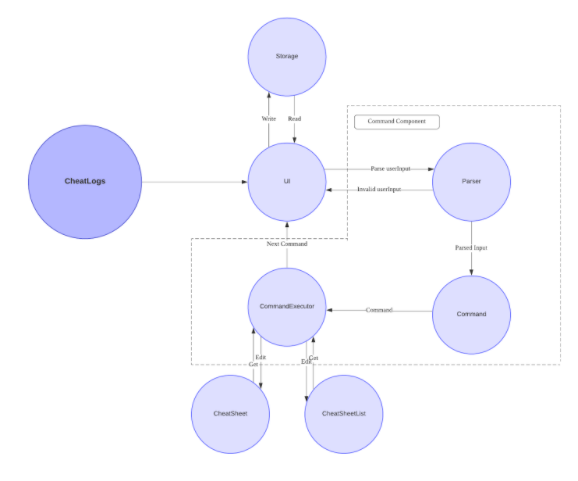 Storage
Write
Read
Command Component
CheatLogs
UI
Parse userInput
Invalid userInput
Parser
Next Command
Parsed Input
CommandExecutor
Command
Command
Edit
Get
Edit
Get
CheatSheet
CheatSheetList